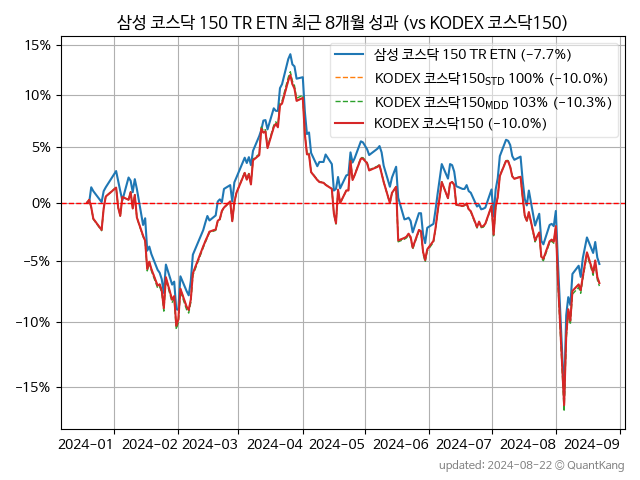 삼성 코스닥 150 TR ETN 최근 8개월 성과 (vs KODEX 코스닥150)
삼성 코스닥 150 TR ETN (−7.7%)
KODEX 코스닥150STD 100% (−10.0%)
KODEX 코스닥150MDD 103% (−10.3%)
KODEX 코스닥150 (−10.0%)
15%
10%
5%
0%
−5%
−10%
−15%
2024-01 2024-02 2024-03 2024-04 2024-05 2024-06 2024-07 2024-08 2024-09
updated: 2024-08-22 © QuantKang